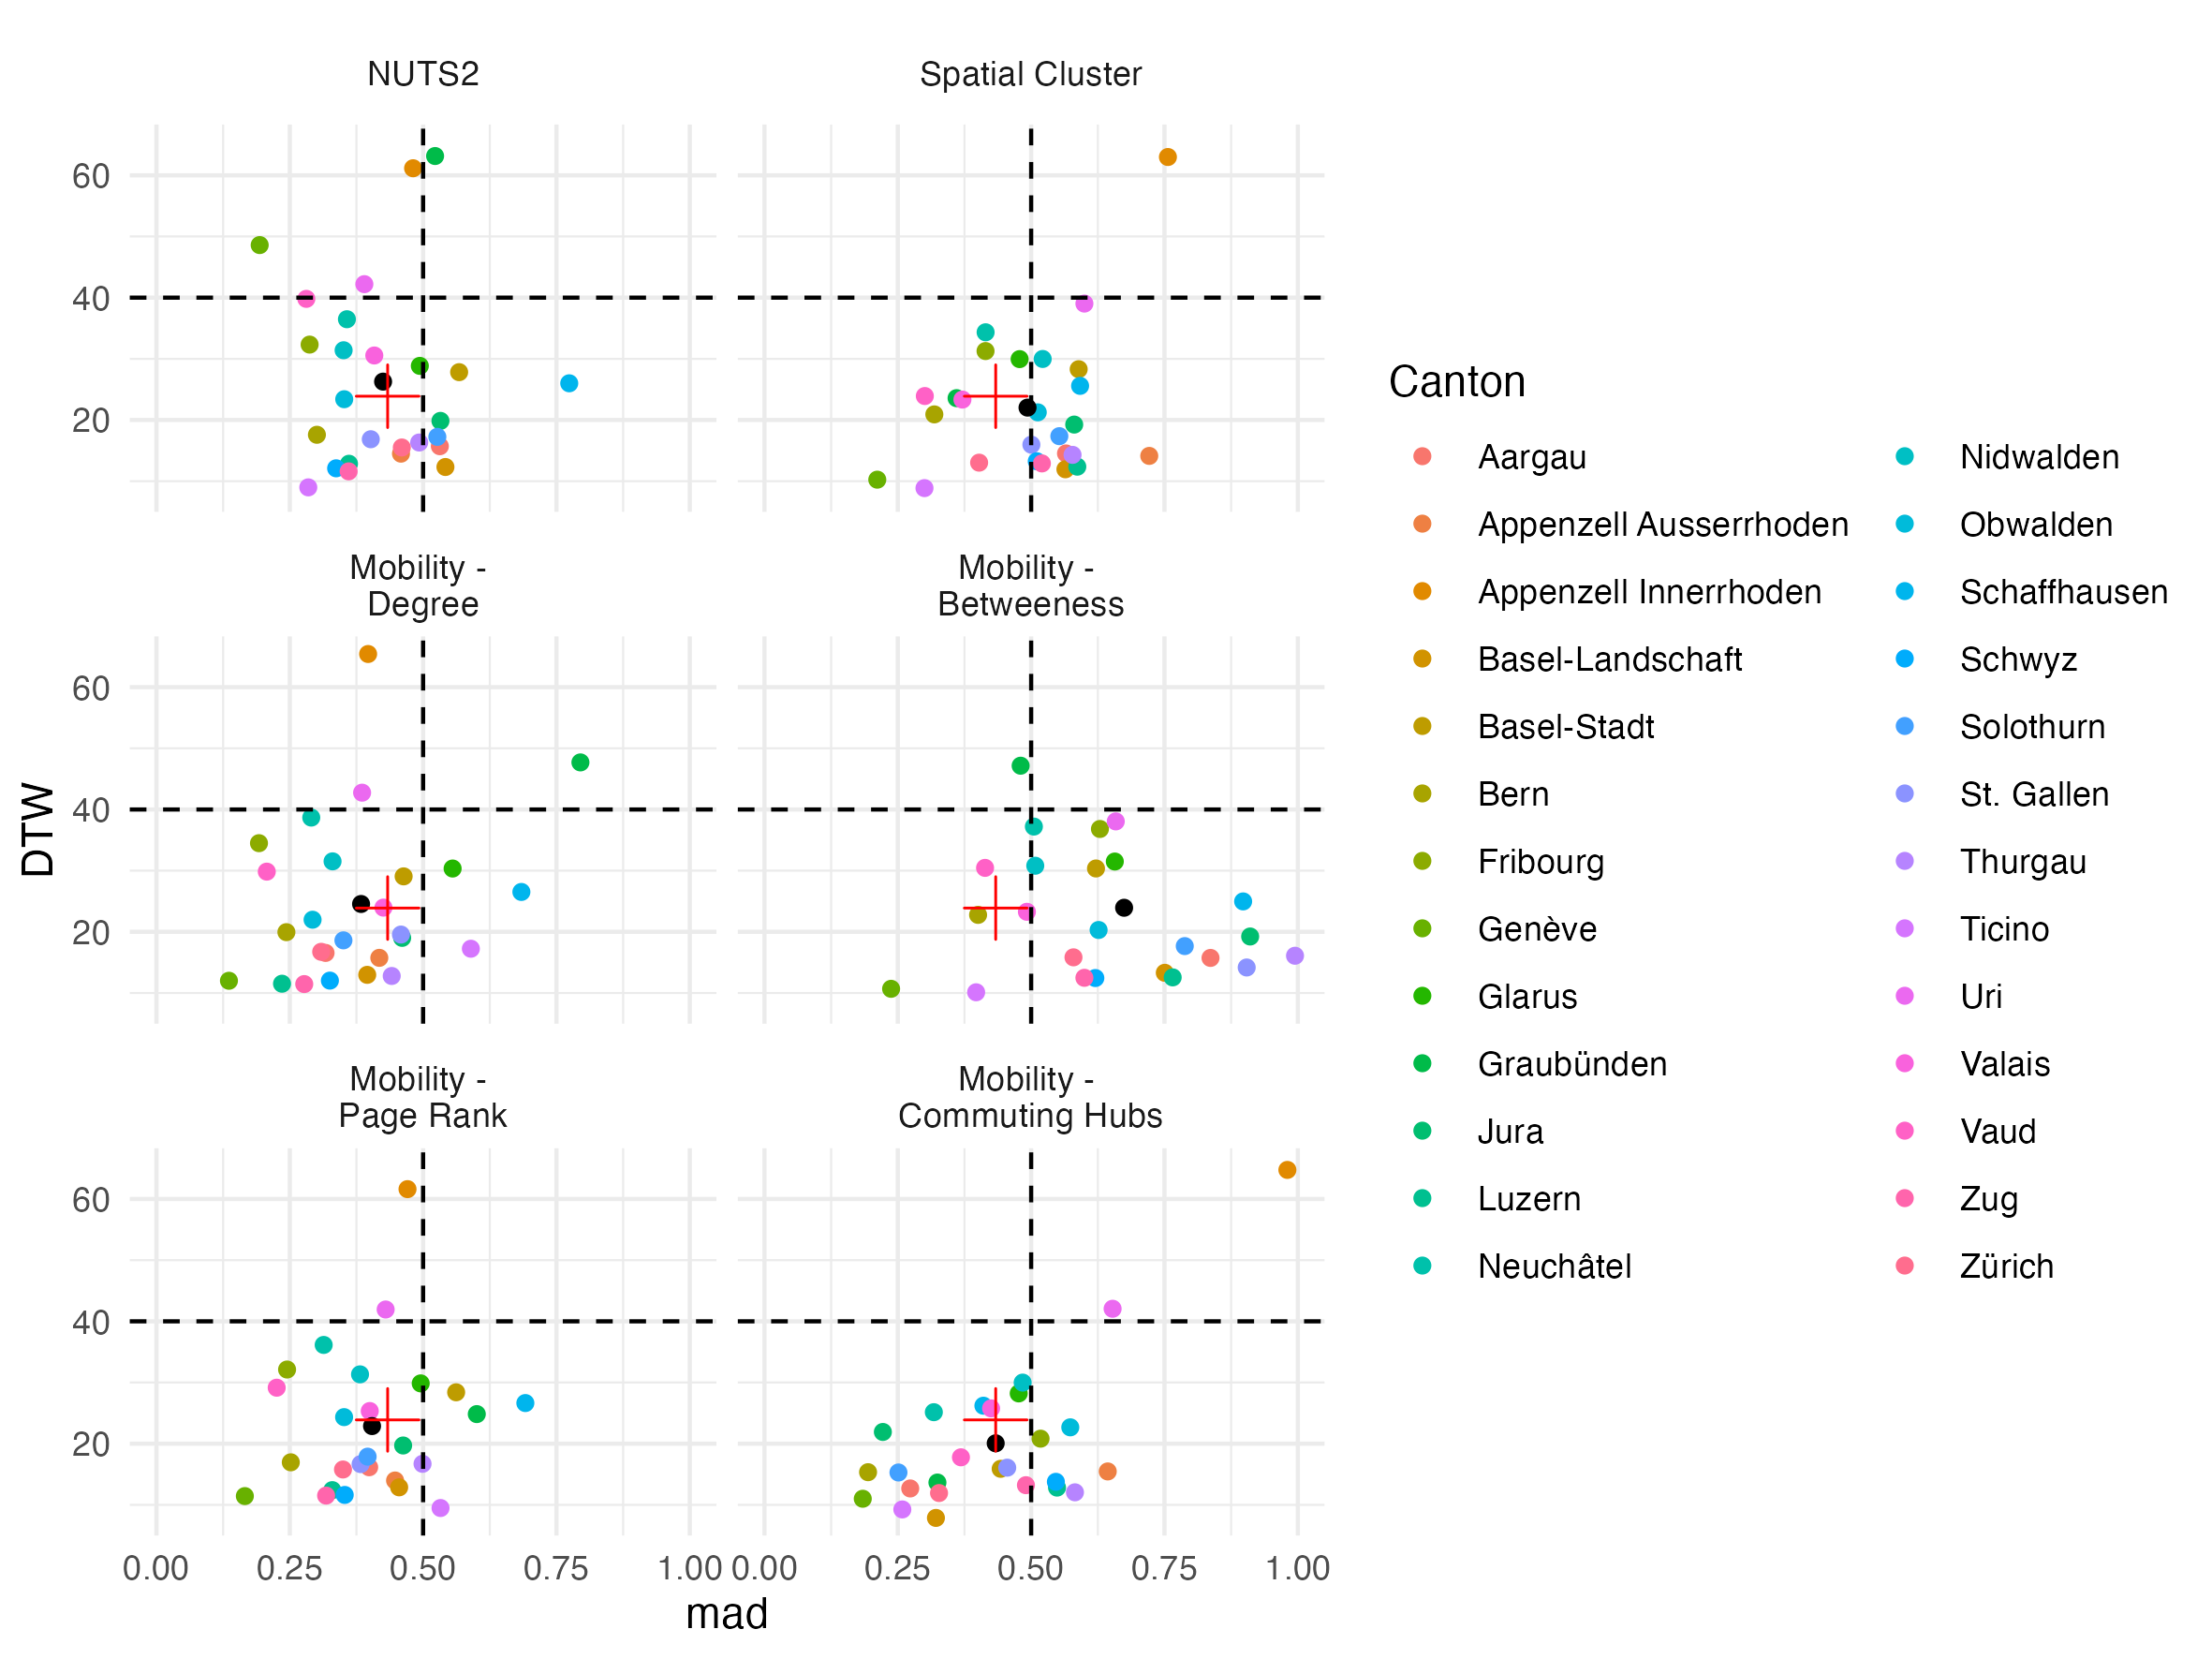 NUTS2
Spatial Cluster
60
40
20
Mobility -
Degree
Mobility -
Betweeness
60
40
20
Mobility -
Page Rank
Mobility -
Commuting Hubs
60
40
20
0.00 0.25 0.50 0.75 1.00
0.00 0.25 0.50 0.75 1.00
mad
DTW
Canton
Aargau
Appenzell Ausserrhoden
Appenzell Innerrhoden
Basel-Landschaft
Basel-Stadt
Bern
Fribourg
Genève
Glarus
Graubünden
Jura
Luzern
Neuchâtel
Nidwalden
Obwalden
Schaffhausen
Schwyz
Solothurn
St. Gallen
Thurgau
Ticino
Uri
Valais
Vaud
Zug
Zürich